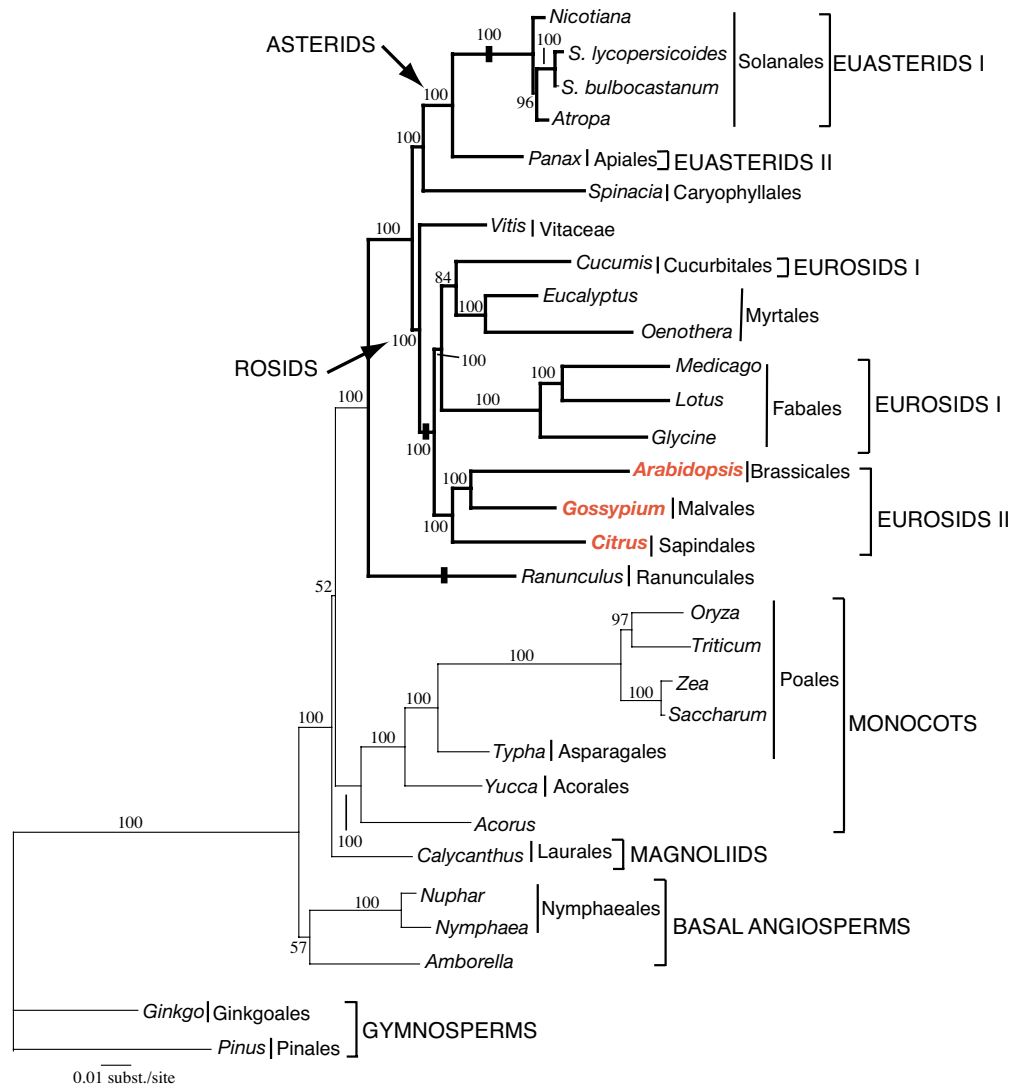 Nicotiana
100
100
ASTERIDS
S. lycopersicoides
Solanales
EUASTERIDS I
S. bulbocastanum
100
96
Atropa
100
Panax Apiales EUASTERIDS II
Spinacia Caryophyllales
100
Vitis Vitaceae
Cucumis Cucurbitales EUROSIDS I
84
Eucalyptus
100
Myrtales
Oenothera
100
ROSIDS
100
Medicago
100
Lotus
Fabales
EUROSIDS I
100
100
Glycine
100
Arabidopsis Brassicales
100
Gossypium Malvales
EUROSIDS II
100
Citrus Sapindales
Ranunculus Ranunculales
52
Oryza
97
Triticum
100
Poales
Zea
100
Saccharum
100
MONOCOTS
100
100
Typha Asparagales
Yucca Acorales
Acorus
100
100
Calycanthus Laurales MAGNOLIIDS
Nuphar
100
Nymphaeales
Nymphaea
BASAL ANGIOSPERMS
57
Amborella
Ginkgo Ginkgoales
GYMNOSPERMS
Pinus Pinales
0.01 subst./site